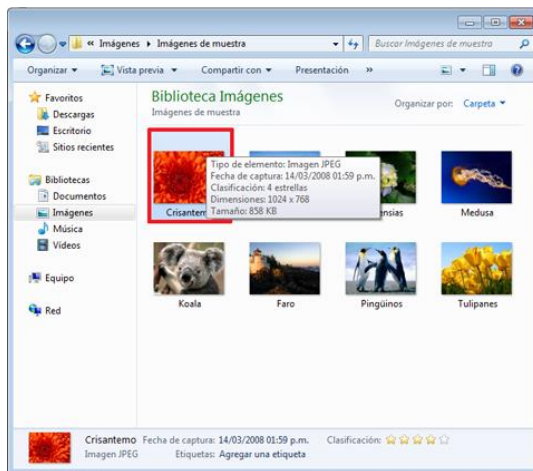 « Imágenes ▸ Imágenes de muestra
Buscar Imágenes de muestra
Organizar ▾ Vista previa ▾ Compartir con ▾ Presentación »
Favoritos
Descargas
Escritorio
Sitios recientes
Bibliotecas
Documentos
Imágenes
Música
Vídeos
Equipo
Red
Biblioteca Imágenes
Imágenes de muestra
Organizar por: Carpeta ▾
Tipo de elemento: Imagen JPEG
Fecha de captura: 14/03/2008 01:59 p.m.
Clasificación: 4 estrellas
Dimensiones: 1024 x 768
Tamaño: 858 KB
Medusa
Koala
Faro
Pingüinos
Tulipanes
Crisantemo Fecha de captura: 14/03/2008 01:59 p.m. Clasificación:
Imagen JPEG Etiquetas: Agregar una etiqueta